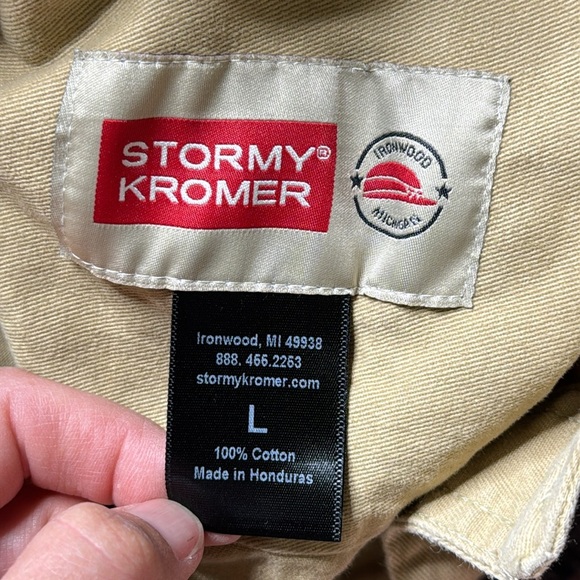 STORMY®
KROMER
IRONWOOD
MICHIGAN
Ironwood, MI 49938
888. 466.2263
stormykromer.com
L
100% Cotton
Made in Honduras